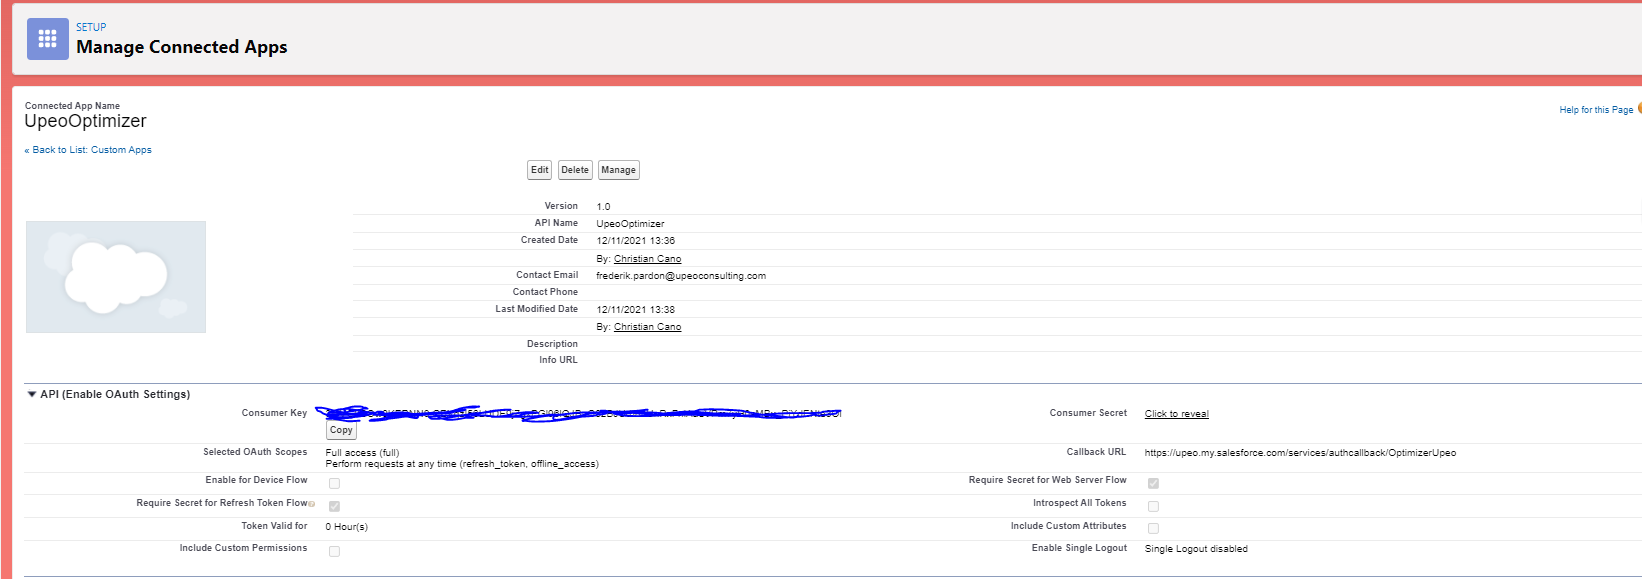 SETUP
Manage Connected Apps
Connected App Name
UpeoOptimizer
Help for this Page
« Back to List: Custom Apps
Edit Delete Manage
Version 1.0
API Name UpeoOptimizer
Created Date 12/11/2021 13:36
By: Christian Cano
Contact Email frederik.pardon@upeoconsulting.com
Contact Phone
Last Modified Date 12/11/2021 13:38
By: Christian Cano
Description
Info URL
API (Enable OAuth Settings)
Consumer Key Consumer Secret Click to reveal
Copy
Selected OAuth Scopes Full access (full) Callback URL https://upeo.my.salesforce.com/services/authcallback/OptimizerUpeo
Perform requests at any time (refresh_token, offline_access)
Enable for Device Flow Require Secret for Web Server Flow
Require Secret for Refresh Token Flow Introspect All Tokens
Token Valid for 0 Hour(s) Include Custom Attributes
Include Custom Permissions Enable Single Logout Single Logout disabled